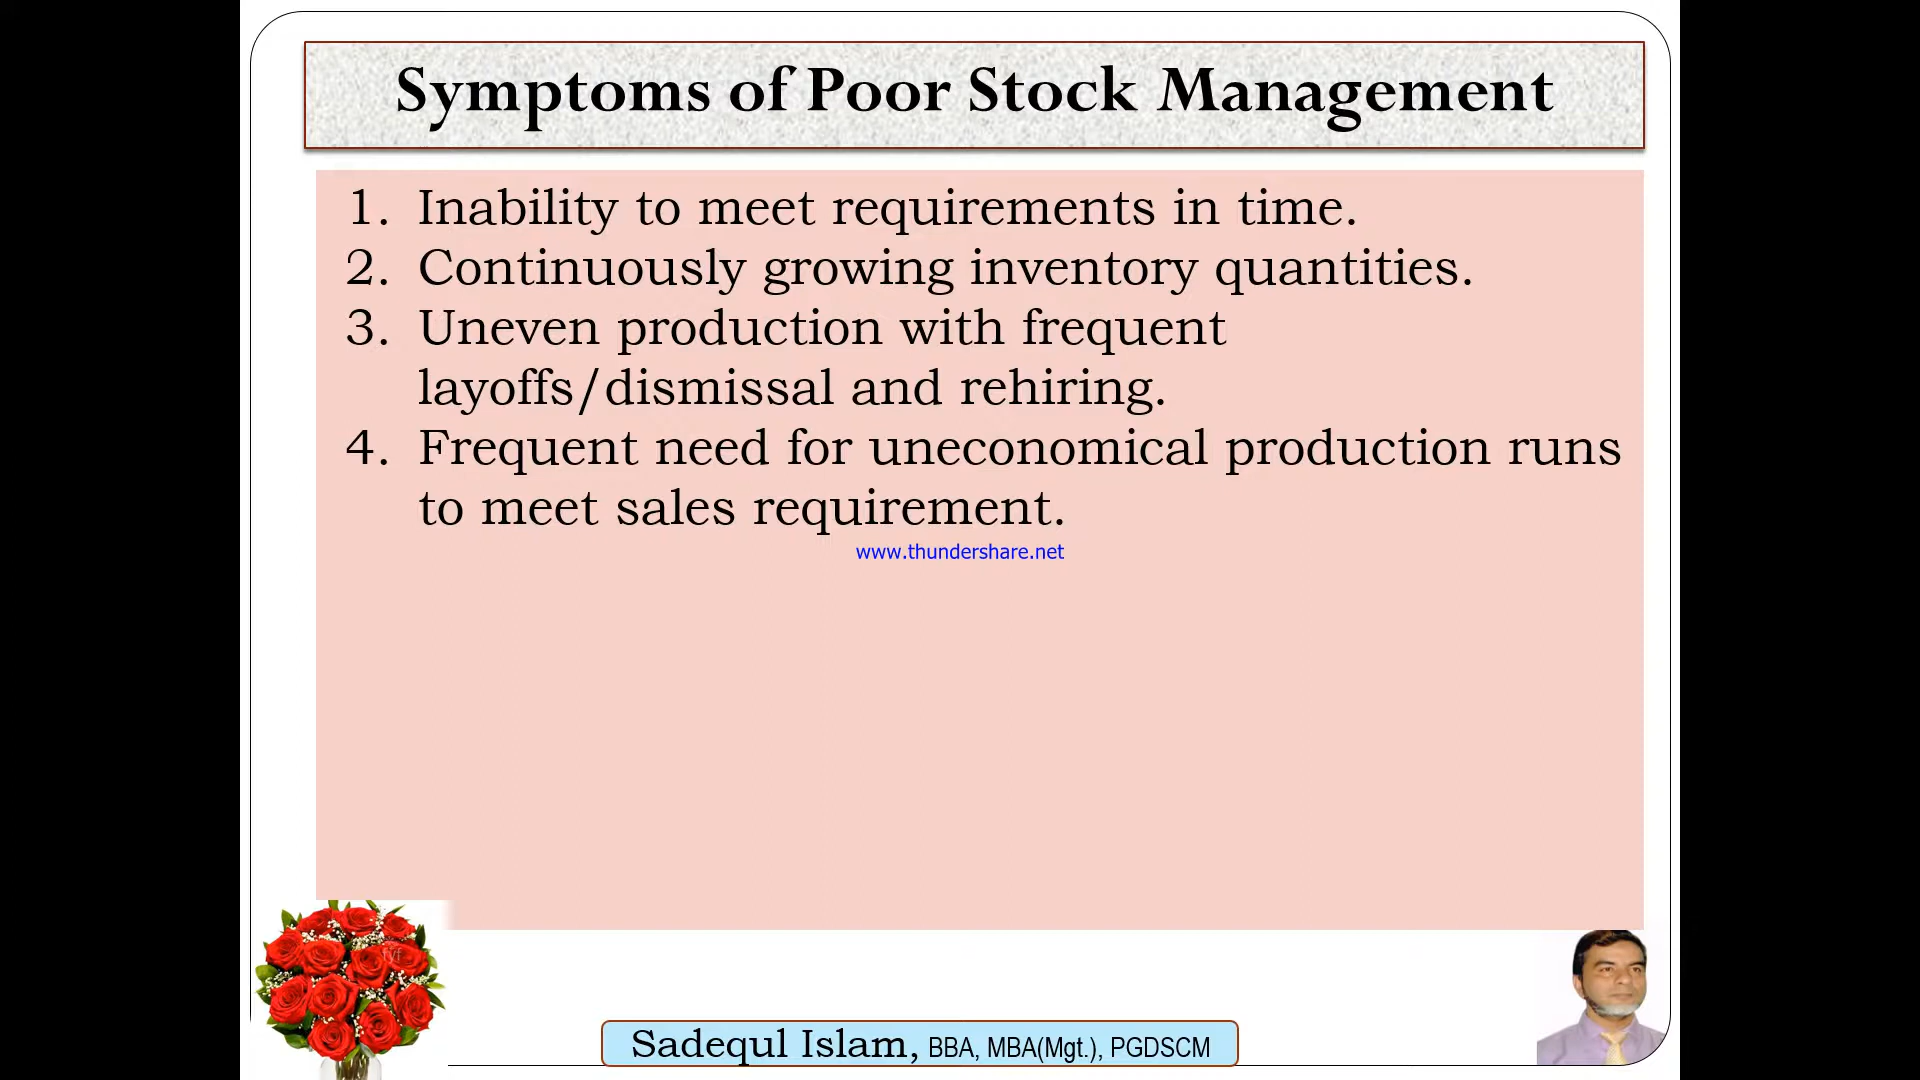 Symptoms of Poor Stock Management
1. Inability to meet requirements in time.
2. Continuously growing inventory quantities.
3. Uneven production with frequent
layoffs/dismissal and rehiring.
4. Frequent need for uneconomical production runs
to meet sales requirement.
www.thundershare.net
Sadequl Islam, BBA, MBA(Mgt.), PGDSCM